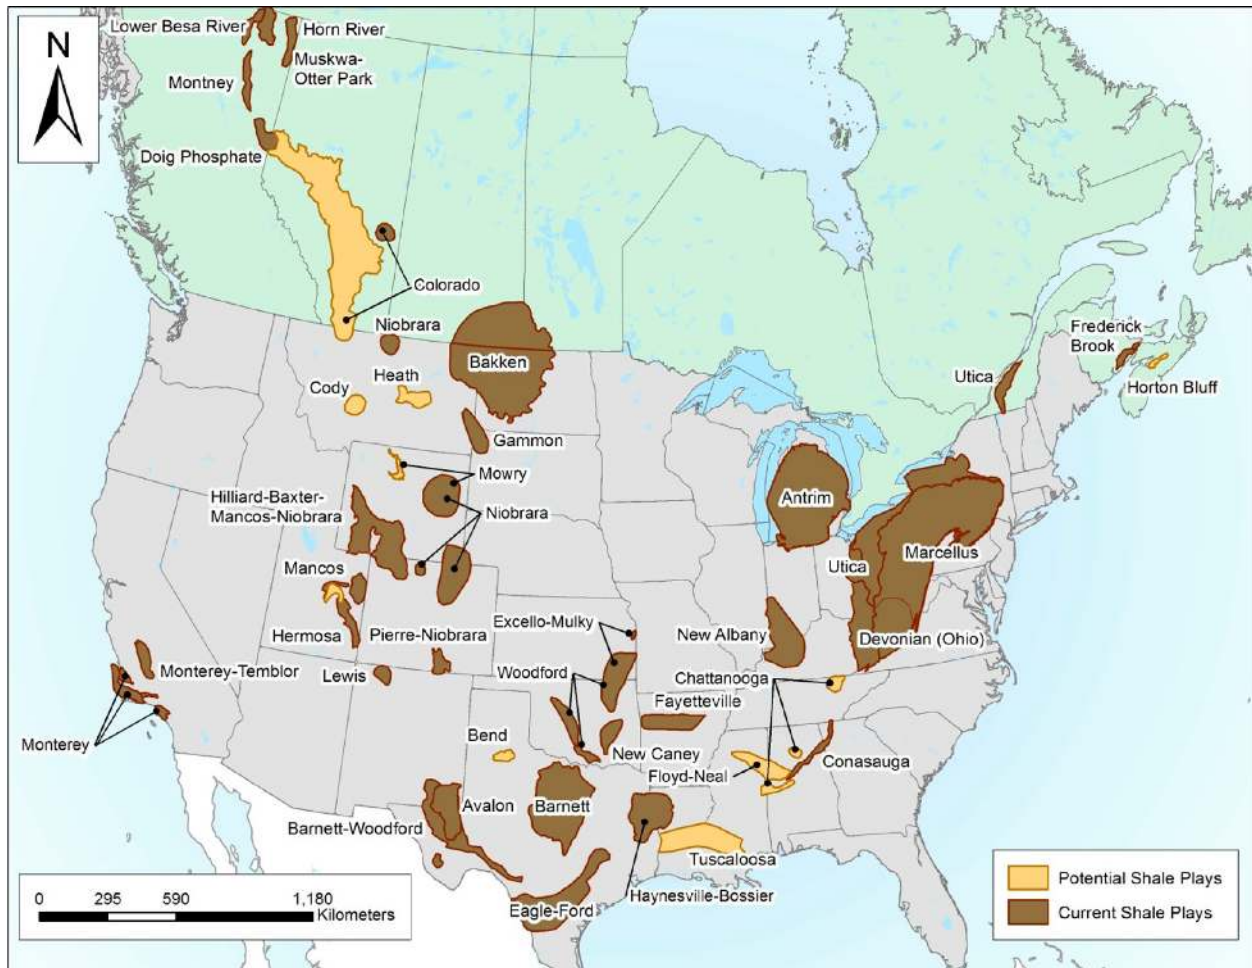 Lower Besa River
Horn River
N
Muskwa-
Otter Park
Montney
Doig Phosphate
Colorado
Niobrara
Frederick
Brook
Bakken
Utica
Heath
Cody
Horton Bluff
Gammon
Mowry
Hilliard-Baxter-
Mancos-Niobrara
Antrim
Niobrara
Marcellus
Mancos
Utica
Excello-Mulky
New Albany
Hermosa
Pierre-Niobrara
Devonian (Ohio)
Monterey-Temblor
Lewis
Woodford
Chattanooga
Fayetteville
Monterey
Bend
New Caney
Conasauga
Floyd-Neal
Avalon
Barnett
Barnett-Woodford
Tuscaloosa
Haynesville-Bossier
Eagle-Ford
0 295 590 1,180
Kilometers
Potential Shale Plays
Current Shale Plays